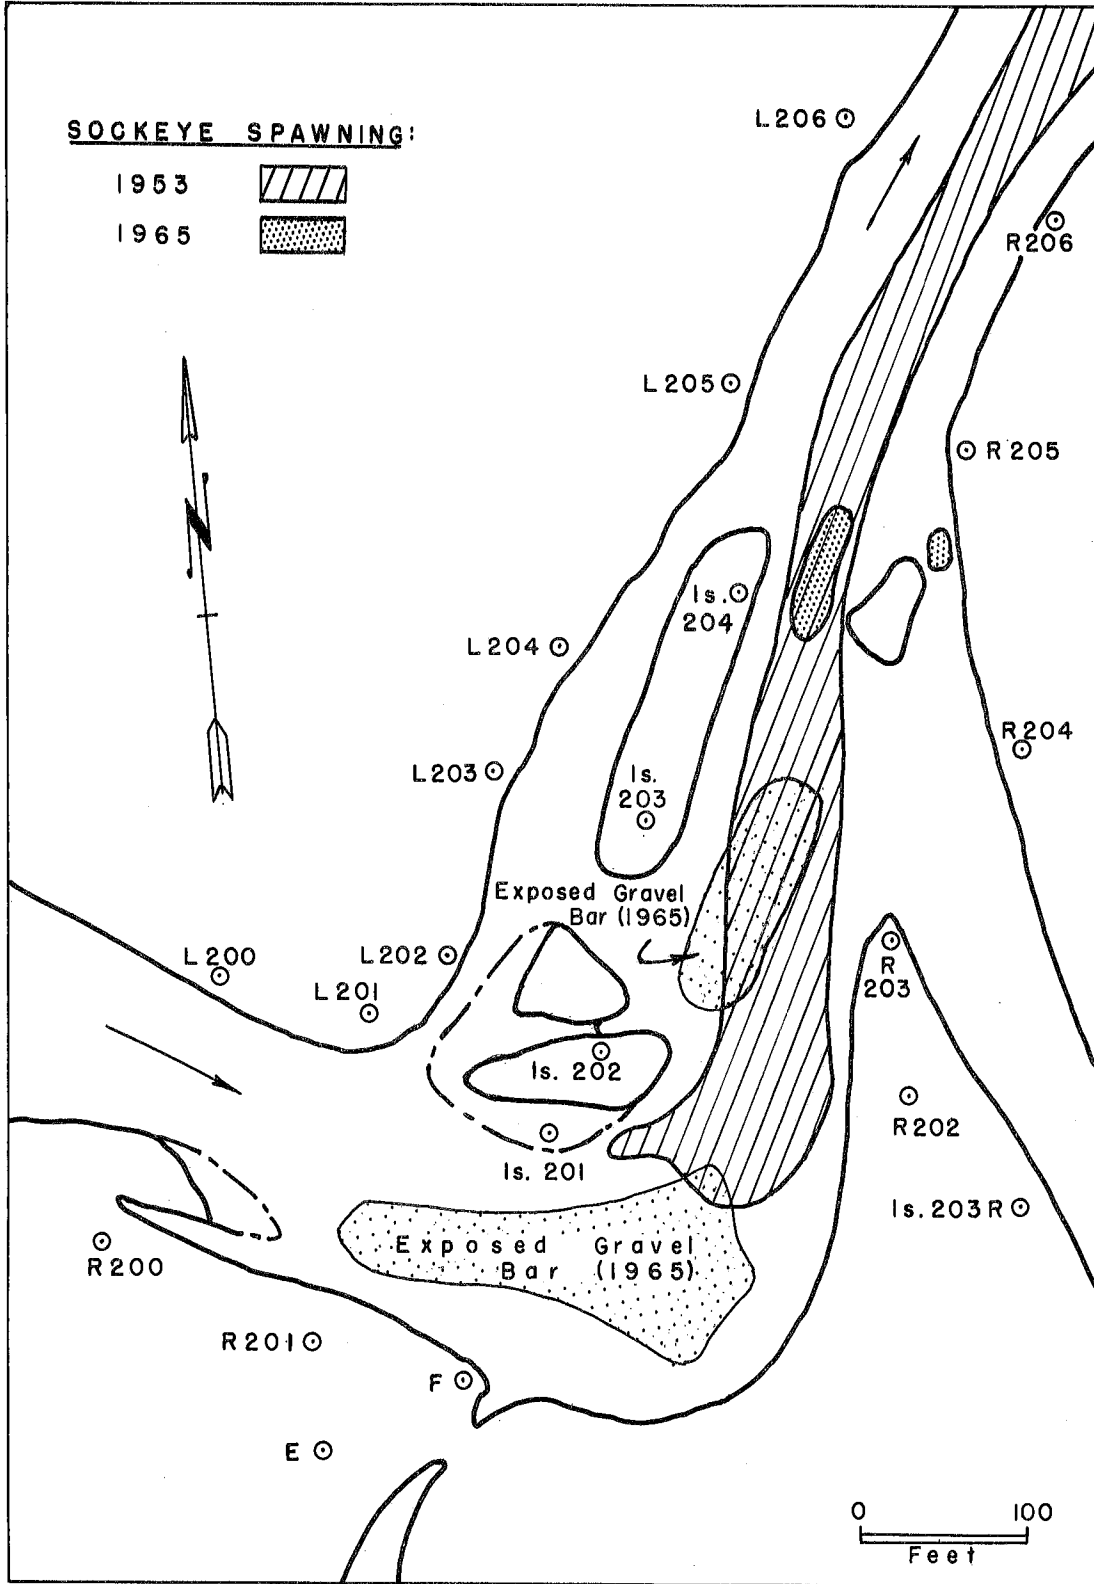 SOCKEYE SPAWNING:
1953
1965
N
L206
R206
L205
R205
Is.
204
L204
R204
L203
Is.
203
Exposed Gravel
Bar (1965)
L202
L200
R
203
L201
Is. 202
R202
Is. 201
Is. 203R
Exposed Gravel
Bar (1965)
R200
R201
F
E
0 100
Feet